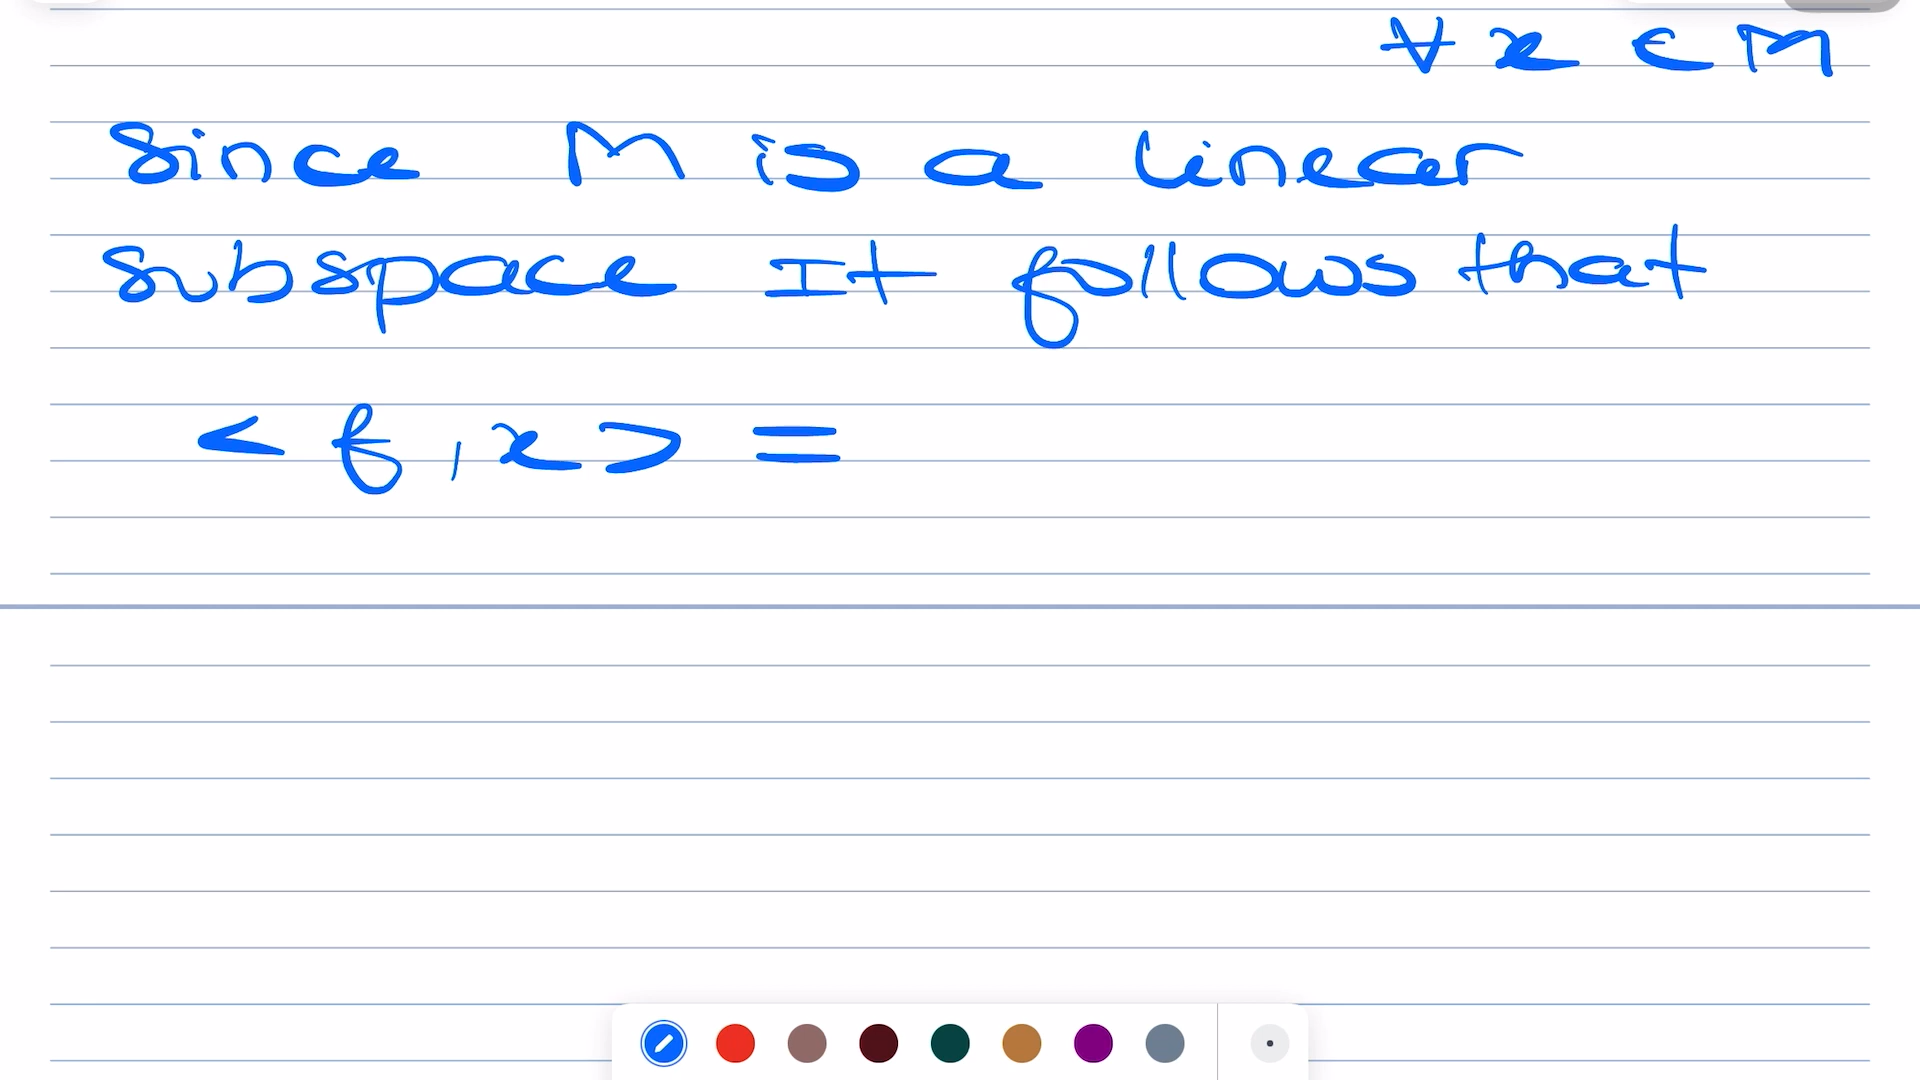 ∀ x ∈ M
Since M is a linear
subspace It follows that
< f, x > =